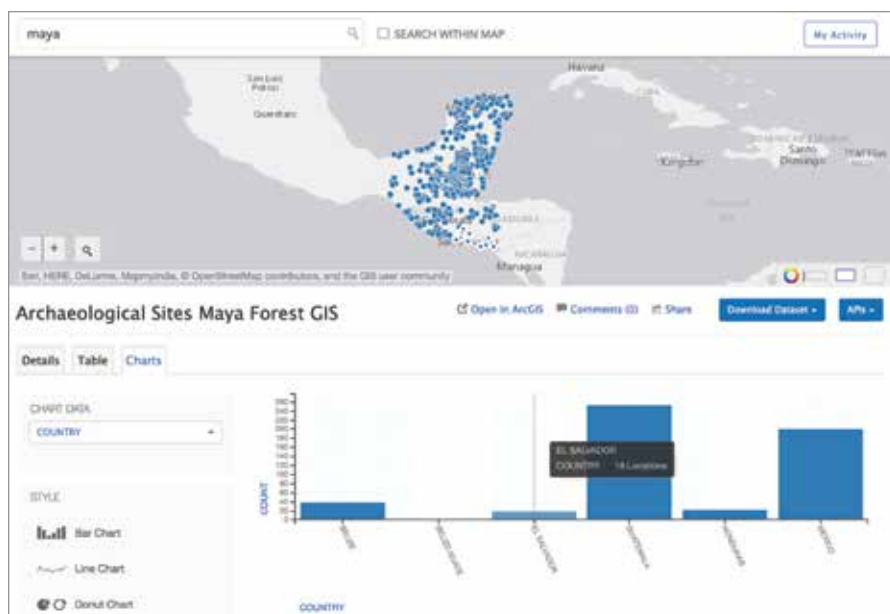 maya
SEARCH WITHIN MAP
My Activity
Havana
CUBA
San Luis Potosi
Queretaro
Kingston
Santo Domingo
NICARAGUA
Managua
Esri, HERE, DeLorme, MapmyIndia, © OpenStreetMap contributors, and the GIS user community
Archaeological Sites Maya Forest GIS
Open in ArcGIS
Comments (0)
Share
Download Dataset
APIs
Details
Table
Charts
CHART DATA
COUNTRY
STYLE
Bar Chart
Line Chart
Donut Chart
COUNT
EL SALVADOR
COUNTRY 18 Locations
BELIZE
EL SALVADOR
GUATEMALA
HONDURAS
MEXICO
COUNTRY